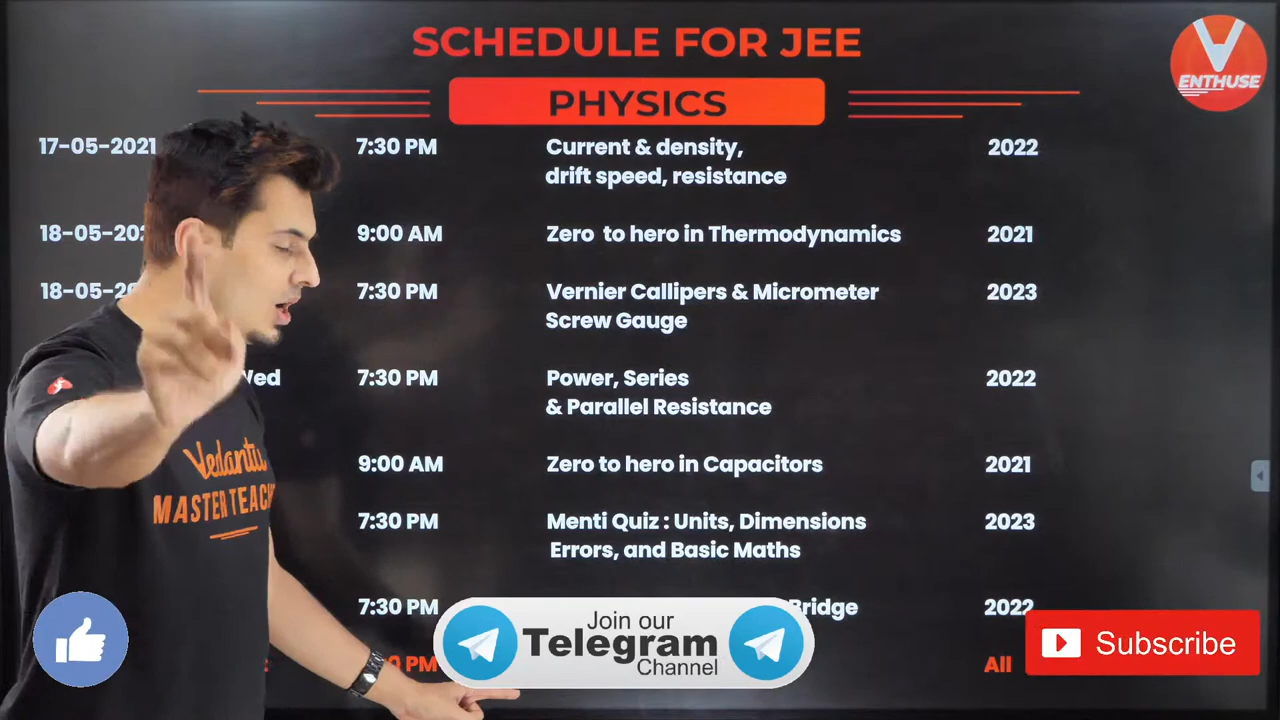 SCHEDULE FOR JEE
V
ENTHUSE
PHYSICS
17-05-2021 7:30 PM Current & density, 2022
drift speed, resistance
9:00 AM Zero to hero in Thermodynamics 2021
7:30 PM Vernier Callipers & Micrometer 2023
Screw Gauge
7:30 PM Power, Series 2022
& Parallel Resistance
9:00 AM Zero to hero in Capacitors 2021
7:30 PM Menti Quiz : Units, Dimensions 2023
Errors, and Basic Maths
7:30 PM Bridge 2022
PM All
Vedantu
MASTER
Join our
Telegram
Channel
Subscribe